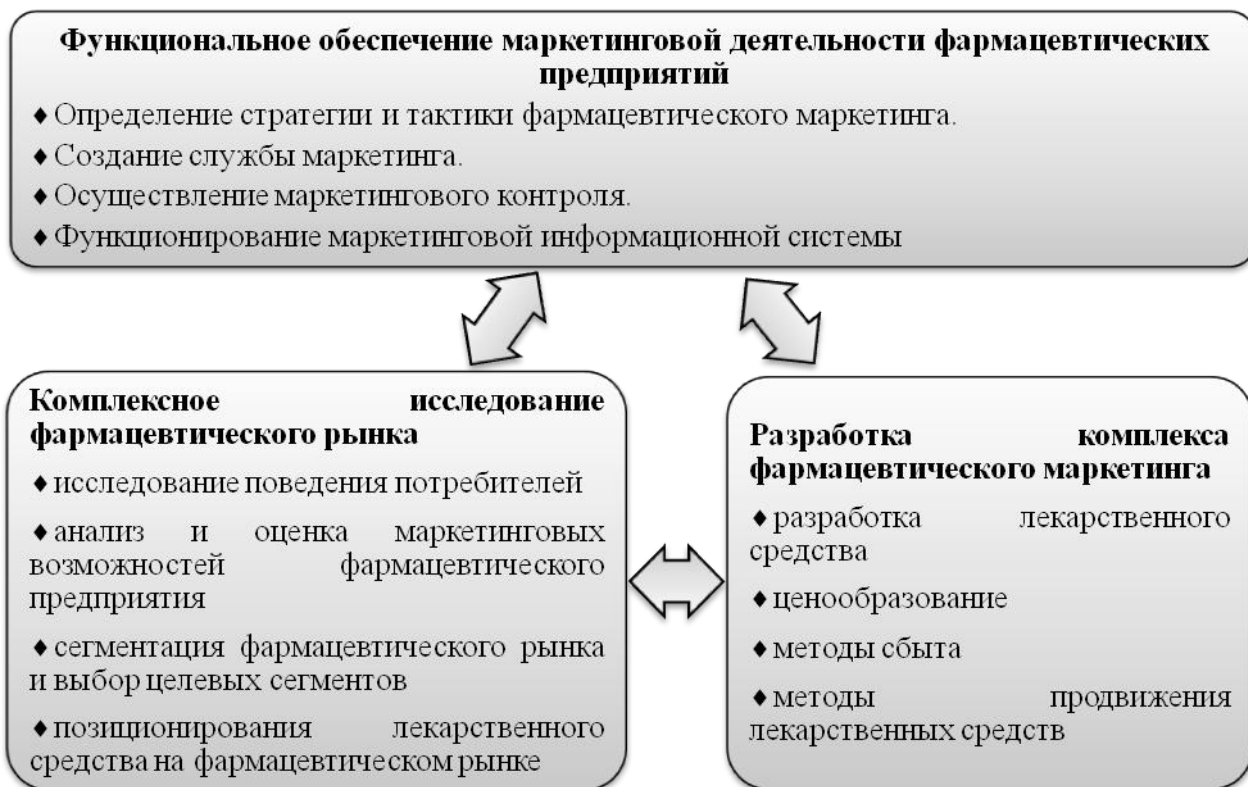 Функциональное обеспечение маркетинговой деятельности фармацевтических
предприятий
♦ Определение стратегии и тактики фармацевтического маркетинга.
♦ Создание службы маркетинга.
♦ Осуществление маркетингового контроля.
♦ Функционирование маркетинговой информационной системы
Комплексное исследование
фармацевтического рынка
♦ исследование поведения потребителей
♦ анализ и оценка маркетинговых
возможностей фармацевтического
предприятия
♦ сегментация фармацевтического рынка
и выбор целевых сегментов
♦ позиционирования лекарственного
средства на фармацевтическом рынке
Разработка комплекса
фармацевтического маркетинга
♦ разработка лекарственного
средства
♦ ценообразование
♦ методы сбыта
♦ методы продвижения
лекарственных средств